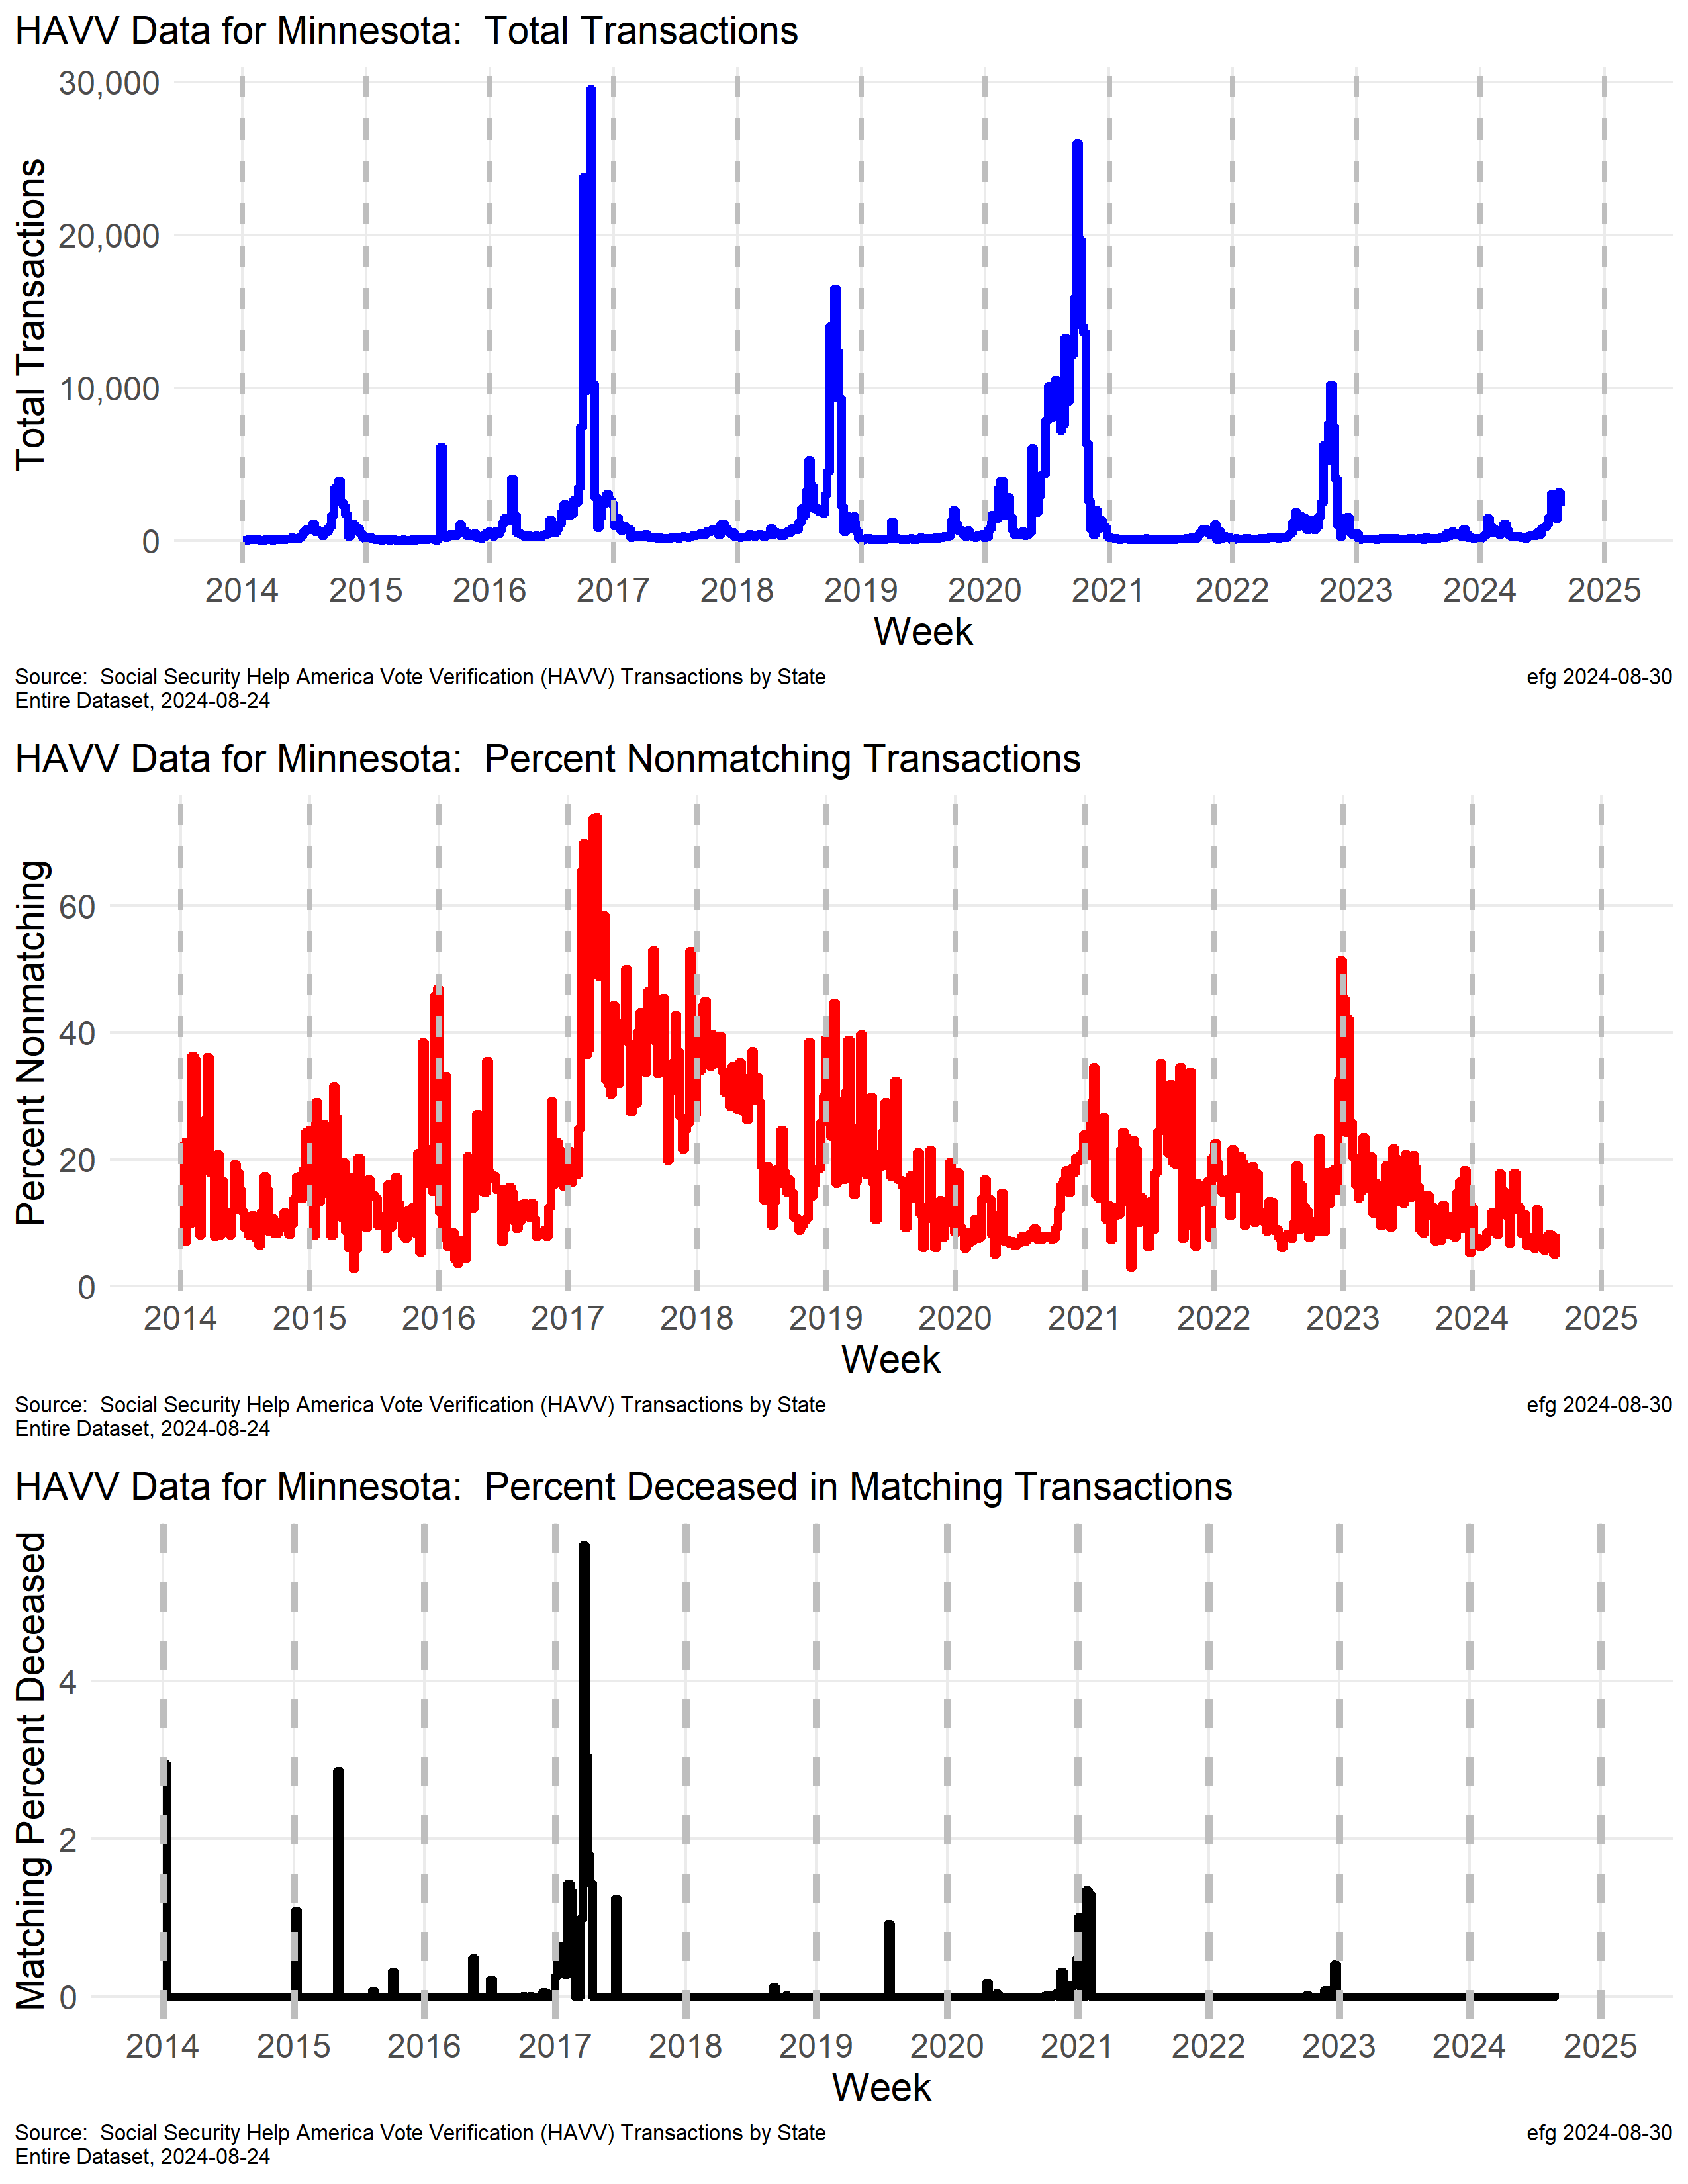 HAVV Data for Minnesota:  Total Transactions
Total Transactions
30,000
20,000
10,000
0
2014 2015 2016 2017 2018 2019 2020 2021 2022 2023 2024 2025
Week
Source:  Social Security Help America Vote Verification (HAVV) Transactions by State
Entire Dataset, 2024-08-24
efg 2024-08-30
HAVV Data for Minnesota:  Percent Nonmatching Transactions
Percent Nonmatching
60
40
20
0
2014 2015 2016 2017 2018 2019 2020 2021 2022 2023 2024 2025
Week
Source:  Social Security Help America Vote Verification (HAVV) Transactions by State
Entire Dataset, 2024-08-24
efg 2024-08-30
HAVV Data for Minnesota:  Percent Deceased in Matching Transactions
Matching Percent Deceased
4
2
0
2014 2015 2016 2017 2018 2019 2020 2021 2022 2023 2024 2025
Week
Source:  Social Security Help America Vote Verification (HAVV) Transactions by State
Entire Dataset, 2024-08-24
efg 2024-08-30